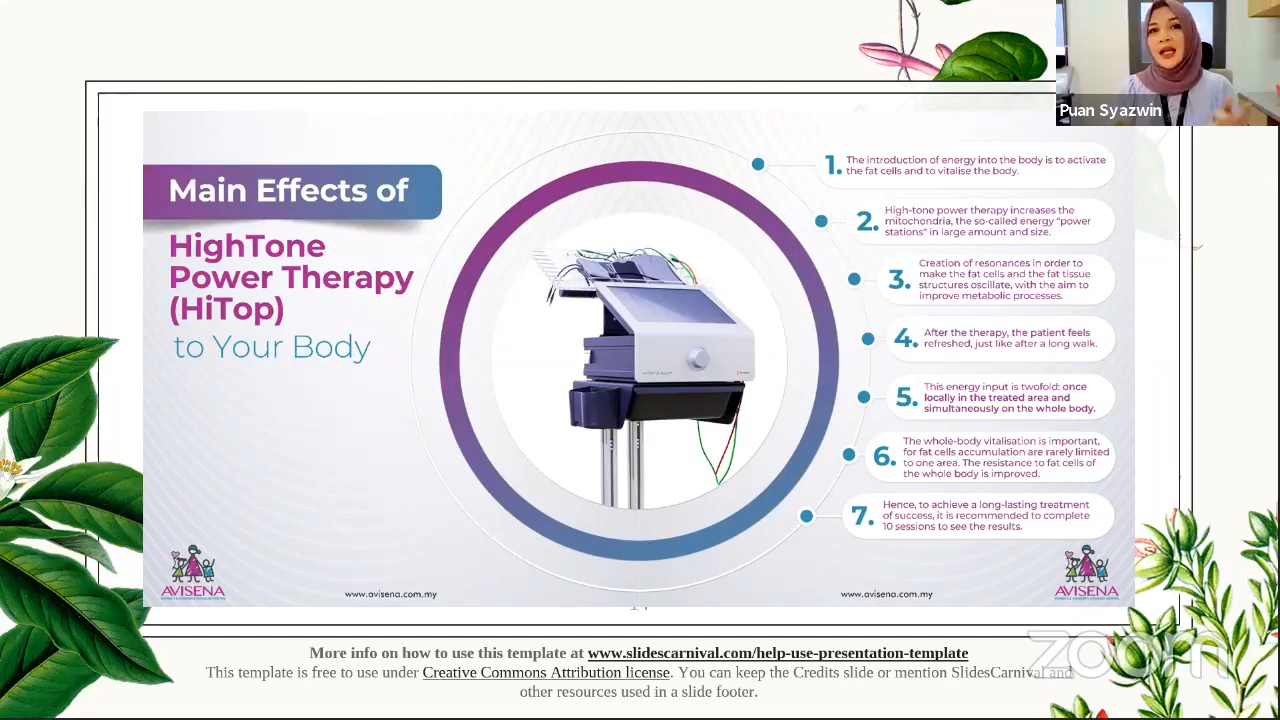 Puan Syazwin
Main Effects of
HighTone
Power Therapy
(HiTop)
to Your Body
1. The introduction of energy into the body is to activate
the fat cells and to vitalise the body.
2. High-tone power therapy increases the
mitochondria, the so-called energy "power
stations" in large amount and size.
3. Creation of resonances in order to
make the fat cells and the fat tissue
structures oscillate, with the aim to
improve metabolic processes.
4. After the therapy, the patient feels
refreshed, just like after a long walk.
5. This energy input is twofold: once
locally in the treated area and
simultaneously on the whole body.
6. The whole-body vitalisation is important,
for fat cells accumulation are rarely limited
to one area. The resistance to fat cells of
the whole body is improved.
7. Hence, to achieve a long-lasting treatment
of success, it is recommended to complete
10 sessions to see the results.
AVISENA
www.avisena.com.my
www.avisena.com.my
AVISENA
More info on how to use this template at www.slidescarnival.com/help-use-presentation-template
This template is free to use under Creative Commons Attribution license. You can keep the Credits slide or mention SlidesCarnival and
other resources used in a slide footer.
zoom